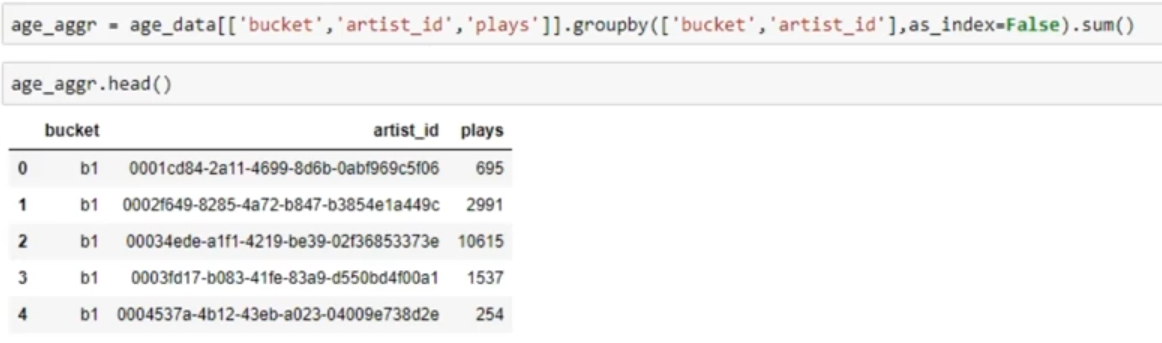 age_aggr = age_data[['bucket','artist_id','plays']].groupby(['bucket','artist_id'],as_index=False).sum()
age_aggr.head()
bucket artist_id plays
0 b1 0001cd84-2a11-4699-8d6b-0abf969c5f06 695
1 b1 0002f649-8285-4a72-b847-b3854e1a449c 2991
2 b1 00034ede-a1f1-4219-be39-02f36853373e 10615
3 b1 0003fd17-b083-41fe-83a9-d550bd4f00a1 1537
4 b1 0004537a-4b12-43eb-a023-04009e738d2e 254